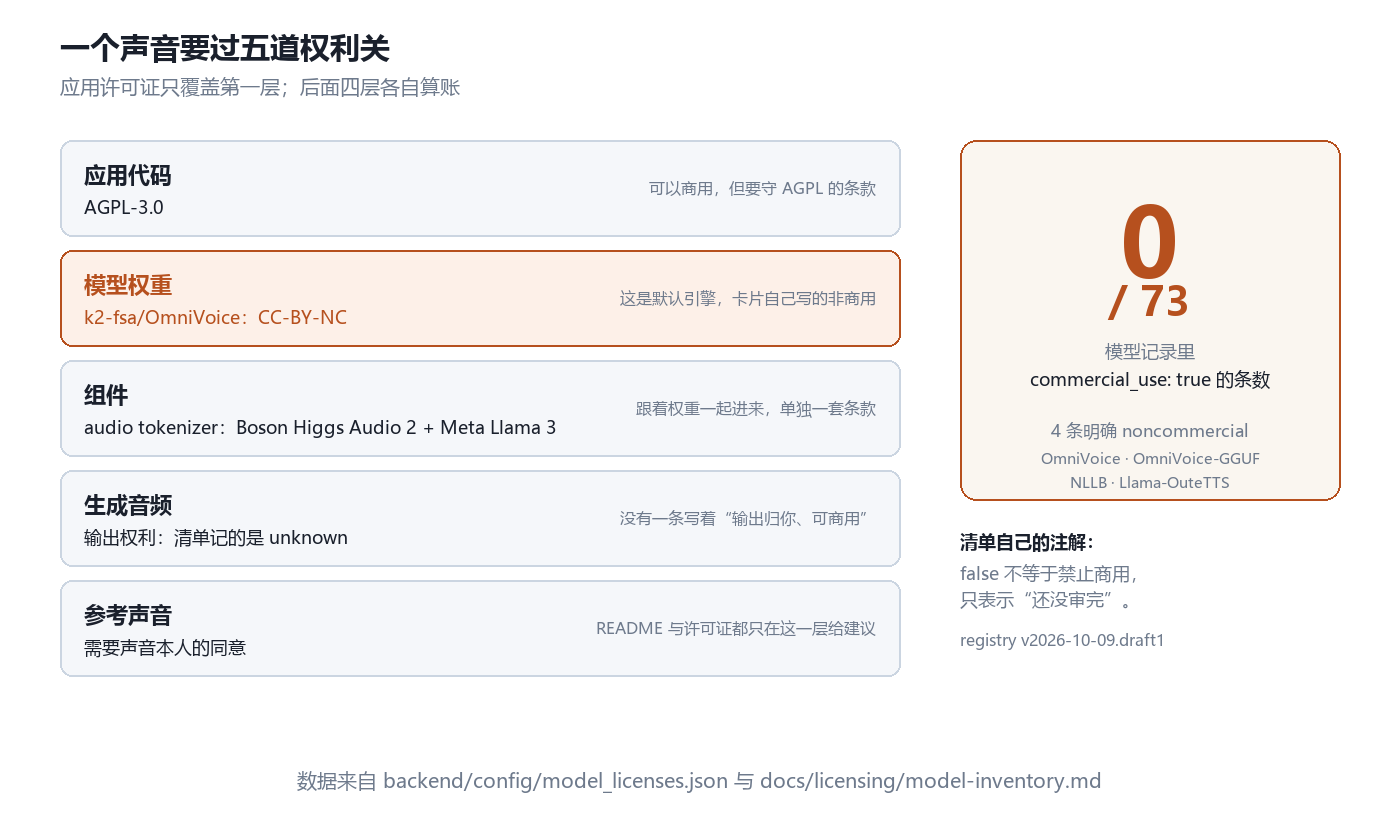 一个声音要过五道权利关
应用许可证只覆盖第一层；后面四层各自算账
应用代码
AGPL-3.0
可以商用，但要守 AGPL 的条款
模型权重
k2-fsa/OmniVoice：CC-BY-NC
这是默认引擎，卡片自己写的非商用
组件
audio tokenizer：Boson Higgs Audio 2 + Meta Llama 3
跟着权重一起进来，单独一套条款
生成音频
输出权利：清单记的是 unknown
没有一条写着“输出归你、可商用”
参考声音
需要声音本人的同意
README 与许可证都只在这一层给建议
0
/ 73
模型记录里
commercial_use: true 的条数
4 条明确 noncommercial
OmniVoice · OmniVoice-GGUF
NLLB · Llama-OuteTTS
清单自己的注解：
false 不等于禁止商用，
只表示“还没审完”。
registry v2026-10-09.draft1
数据来自 backend/config/model_licenses.json 与 docs/licensing/model-inventory.md